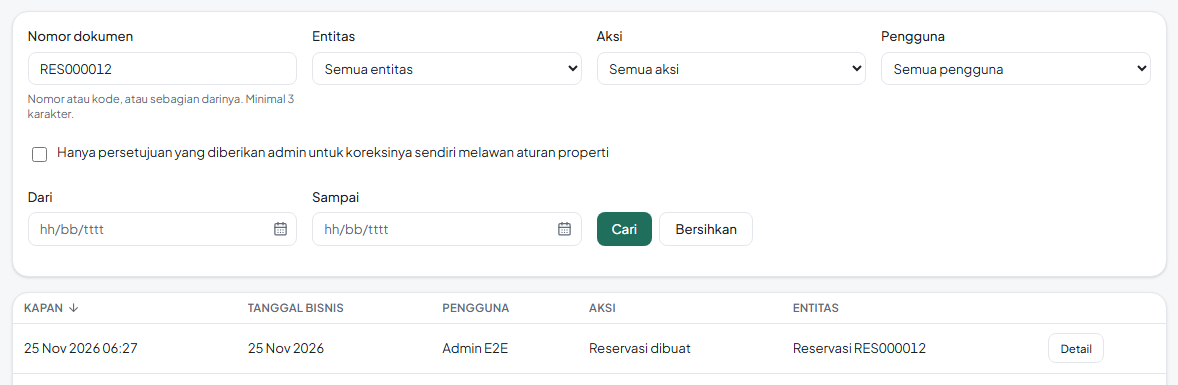 Nomor dokumen
Entitas
Aksi
Pengguna
RES000012
Semua entitas
Semua aksi
Semua pengguna
Nomor atau kode, atau sebagian darinya. Minimal 3
karakter.
Hanya persetujuan yang diberikan admin untuk koreksinya sendiri melawan aturan properti
Dari
Sampai
hh/bb/tttt
hh/bb/tttt
Cari
Bersihkan
KAPAN ↓
TANGGAL BISNIS
PENGGUNA
AKSI
ENTITAS
25 Nov 2026 06:27
25 Nov 2026
Admin E2E
Reservasi dibuat
Reservasi RES000012
Detail